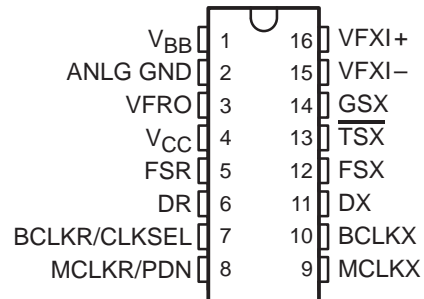 VBB 1 16 VFXI+
ANLG GND 2 15 VFXI–
VFRO 3 14 GSX
VCC 4 13 TSX
FSR 5 12 FSX
DR 6 11 DX
BCLKR/CLKSEL 7 10 BCLKX
MCLKR/PDN 8 9 MCLKX